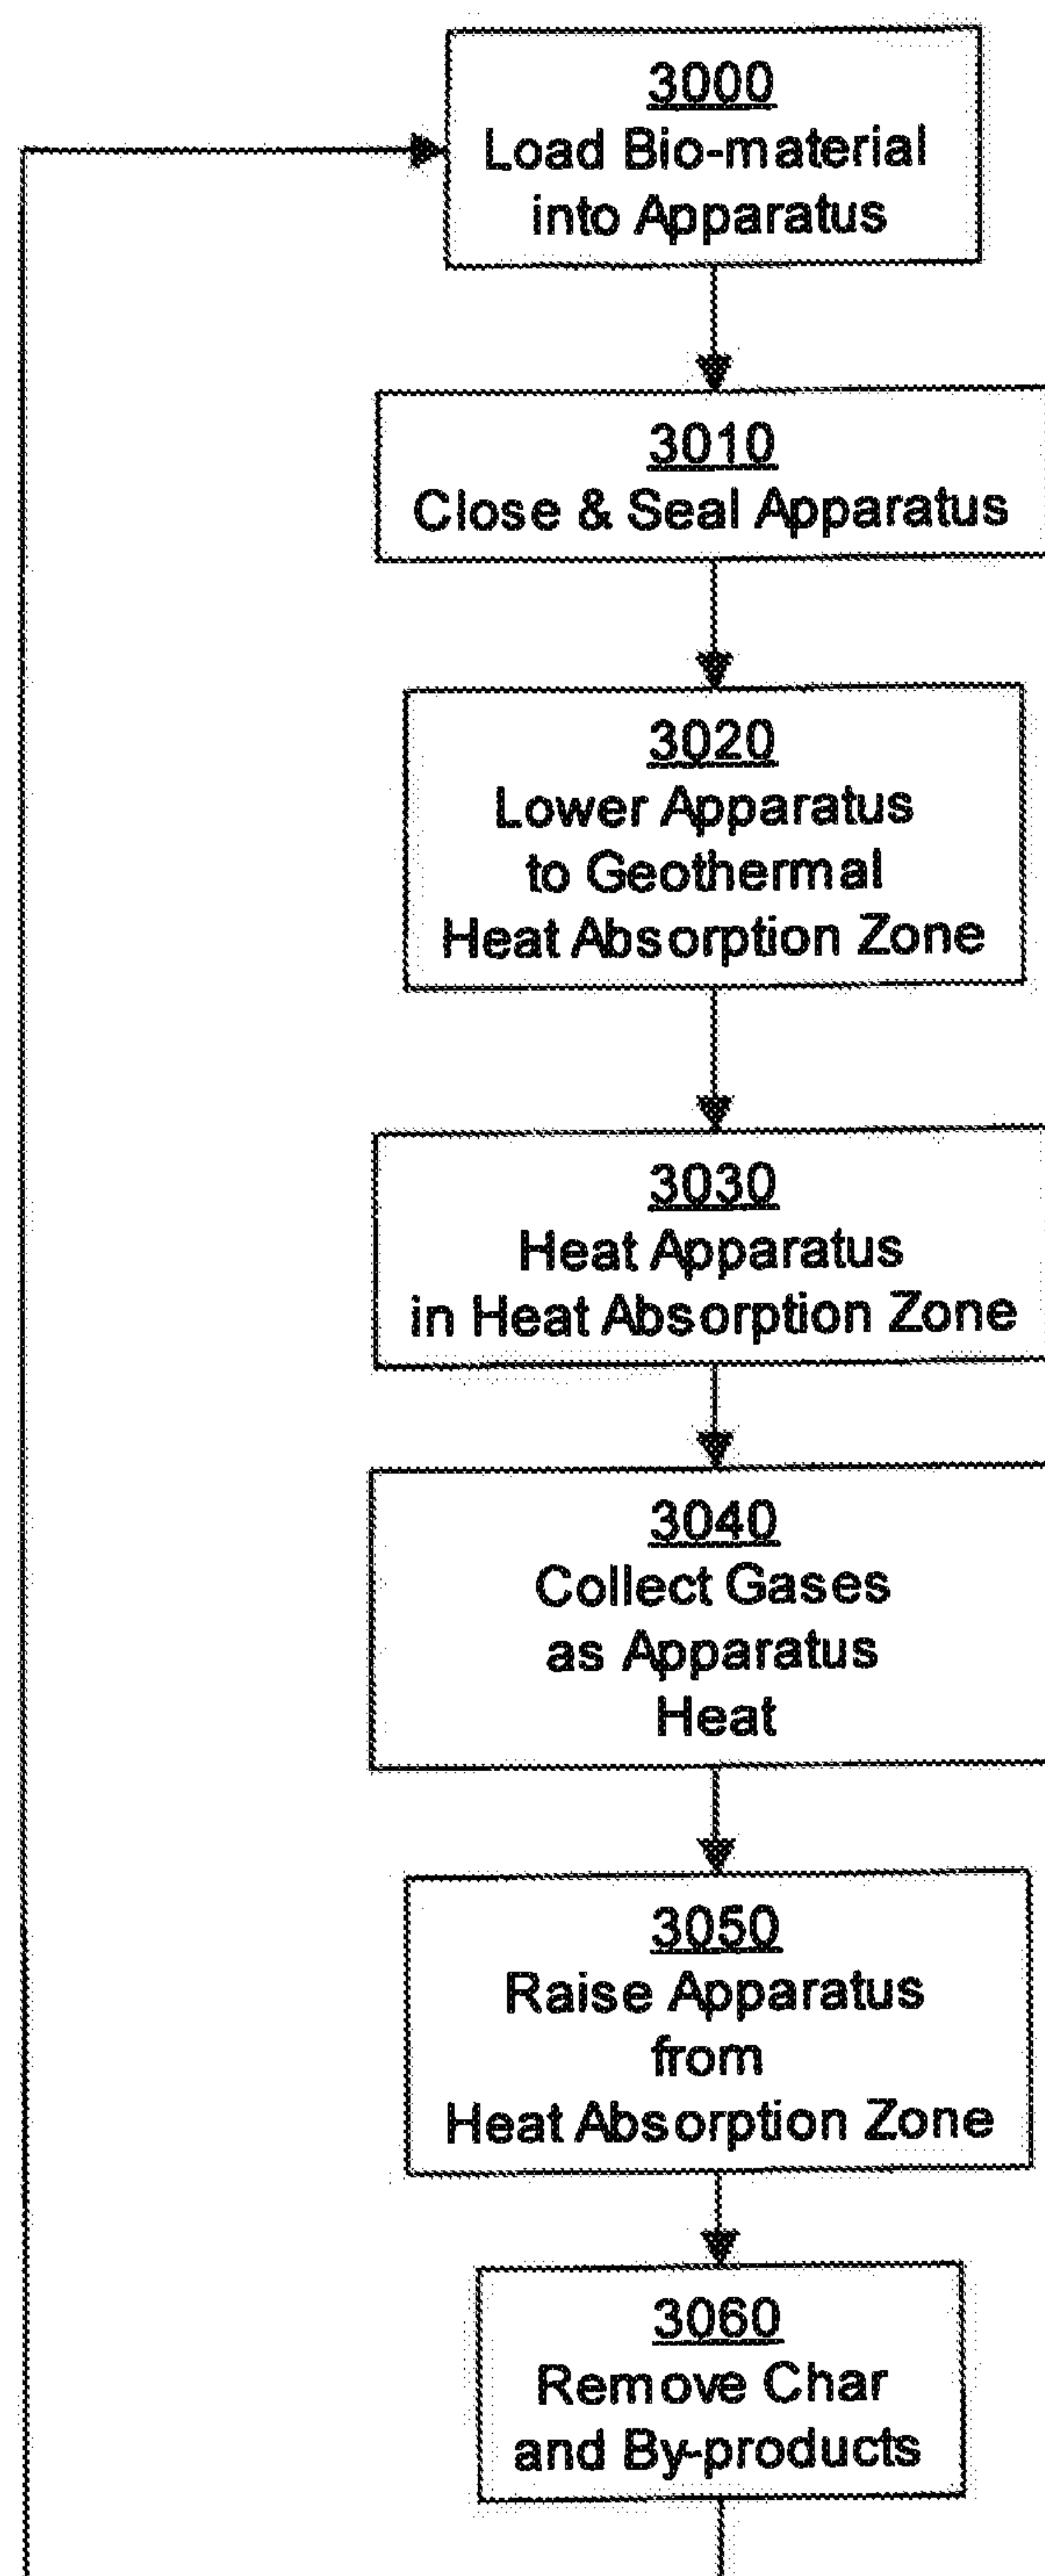 3000
Load Bio-material
into Apparatus
3010
Close & Seal Apparatus
3020
Lower Apparatus
to Geothermal
Heat Absorption Zone
3030
Heat Apparatus
in Heat Absorption Zone
3040
Collect Gases
as Apparatus
Heat
3050
Raise Apparatus
from
Heat Absorption Zone
3060
Remove Char
and By-products